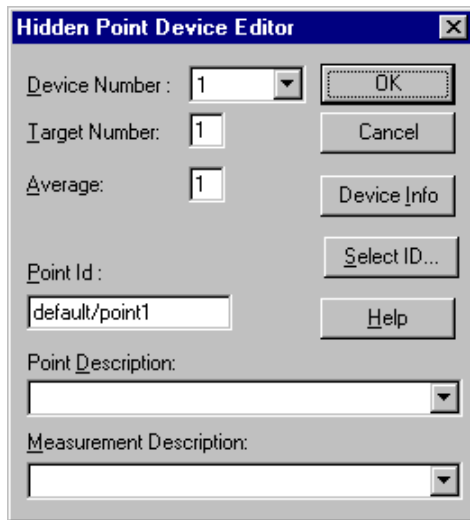 Hidden Point Device Editor
Device Number : 1
OK
Target Number: 1
Cancel
Average: 1
Device Info
Select ID...
Point Id :
default/point1
Help
Point Description:
Measurement Description: